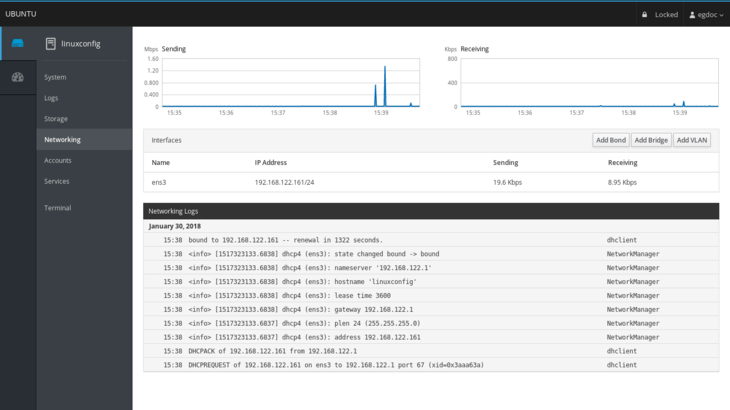 UBUNTU
Locked
egdoc
linuxconfig
System
Logs
Storage
Networking
Accounts
Services
Terminal
Mbps Sending
1.60
1.20
0.800
0.400
0
15:35 15:36 15:37 15:38 15:39
Kbps Receiving
800
400
0
15:35 15:36 15:37 15:38 15:39
Interfaces
Add Bond Add Bridge Add VLAN
Name IP Address Sending Receiving
ens3 192.168.122.161/24 19.6 Kbps 8.95 Kbps
Networking Logs
January 30, 2018
15:38 bound to 192.168.122.161 -- renewal in 1322 seconds. dhclient
15:38 <info> [1517323133.6838] dhcp4 (ens3): state changed bound -> bound NetworkManager
15:38 <info> [1517323133.6838] dhcp4 (ens3): nameserver '192.168.122.1' NetworkManager
15:38 <info> [1517323133.6838] dhcp4 (ens3): hostname 'linuxconfig' NetworkManager
15:38 <info> [1517323133.6838] dhcp4 (ens3): lease time 3600 NetworkManager
15:38 <info> [1517323133.6838] dhcp4 (ens3): gateway 192.168.122.1 NetworkManager
15:38 <info> [1517323133.6837] dhcp4 (ens3): plen 24 (255.255.255.0) NetworkManager
15:38 <info> [1517323133.6837] dhcp4 (ens3): address 192.168.122.161 NetworkManager
15:38 DHCPACK of 192.168.122.161 from 192.168.122.1 dhclient
15:38 DHCPREQUEST of 192.168.122.161 on ens3 to 192.168.122.1 port 67 (xid=0x3aaa63a) dhclient